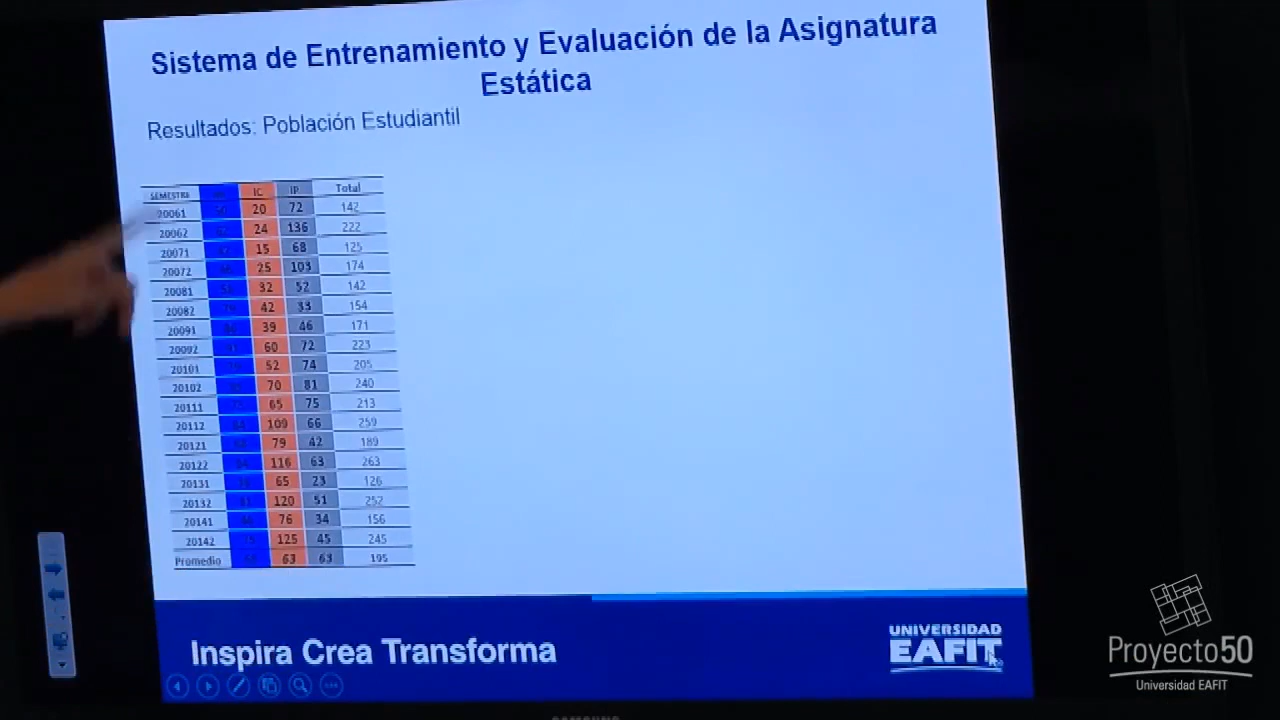 Sistema de Entrenamiento y Evaluación de la Asignatura
Estática
Resultados: Población Estudiantil
SEMESTRE IC IP Total
20061 20 72 142
20062 24 136 222
20071 15 68 125
20072 25 103 174
20081 32 52 142
20082 42 33 154
20091 39 46 171
20092 60 72 223
20101 52 74 205
20102 70 81 240
20111 65 75 213
20112 109 66 259
20121 79 42 189
20122 116 63 263
20131 65 23 126
20132 120 51 252
20141 76 34 156
20142 125 45 245
Promedio 63 63 195
Inspira Crea Transforma
UNIVERSIDAD
EAFIT
Proyecto50
Universidad EAFIT